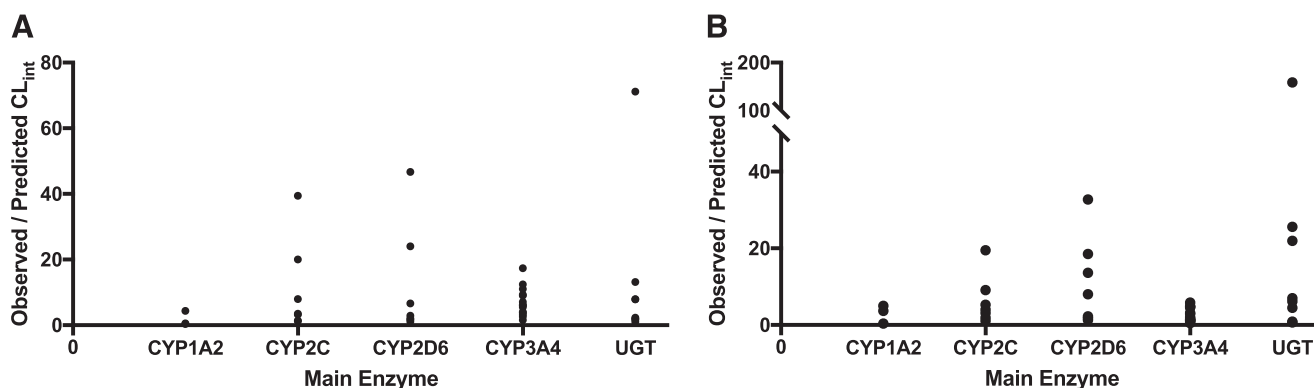 A
Observed / Predicted CLint
80
60
40
20
0
0 CYP1A2 CYP2C CYP2D6 CYP3A4 UGT
Main Enzyme
B
Observed / Predicted CLint
200
100
40
20
0
0 CYP1A2 CYP2C CYP2D6 CYP3A4 UGT
Main Enzyme